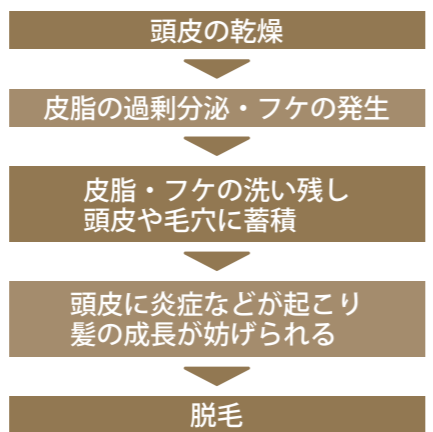 頭皮の乾燥
皮脂の過剰分泌・フケの発生
皮脂・フケの洗い残し
頭皮や毛穴に蓄積
頭皮に炎症などが起こり
髪の成長が妨げられる
脱毛